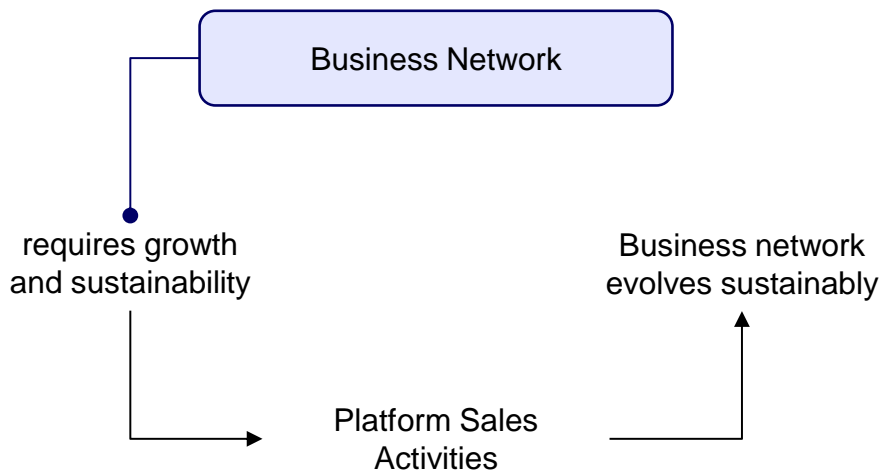 Business Network
requires growth
and sustainability
Business network
evolves sustainably
Platform Sales
Activities